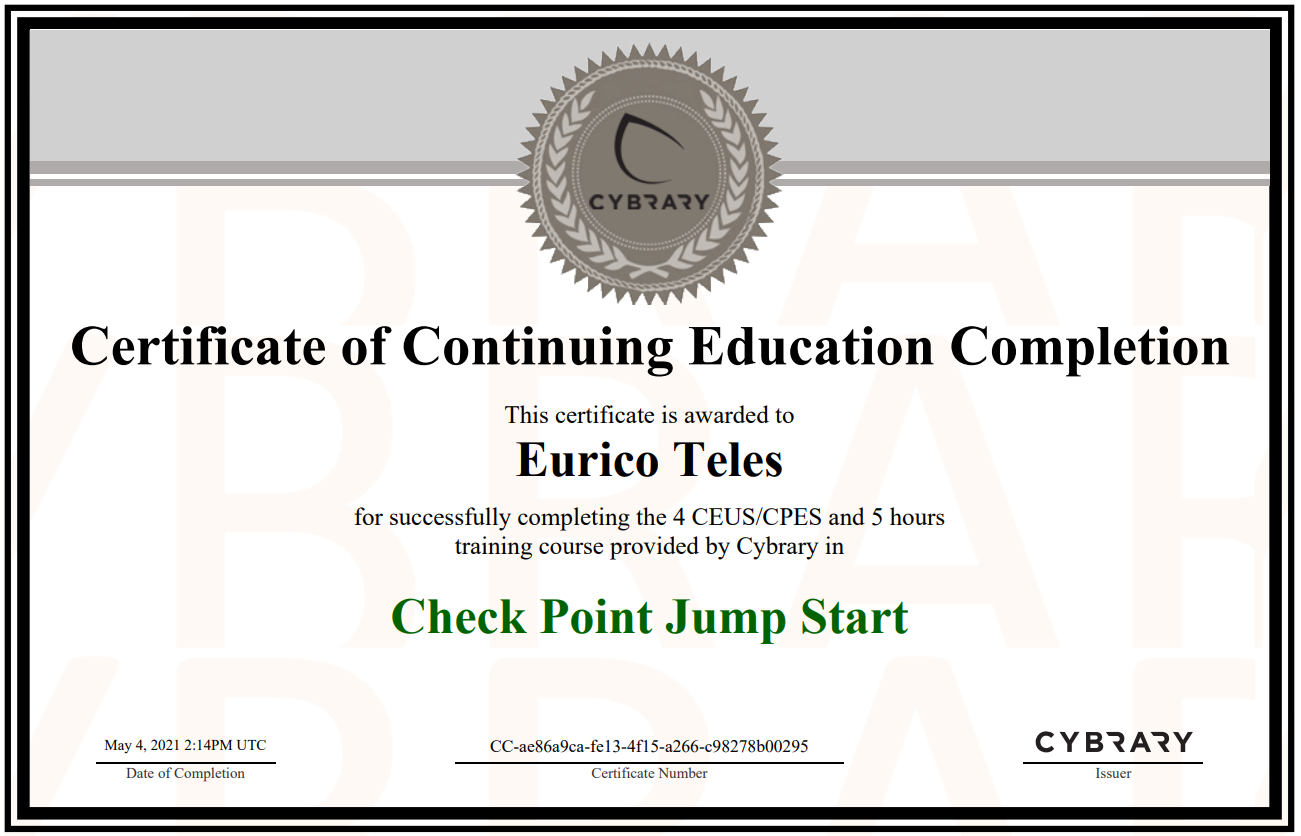 CYBRARY
Certificate of Continuing Education Completion
This certificate is awarded to
Eurico Teles
for successfully completing the 4 CEUS/CPES and 5 hours
training course provided by Cybrary in
Check Point Jump Start
May 4, 2021 2:14PM UTC
Date of Completion
CC-ae86a9ca-fe13-4f15-a266-c98278b00295
Certificate Number
CYBRARY
Issuer